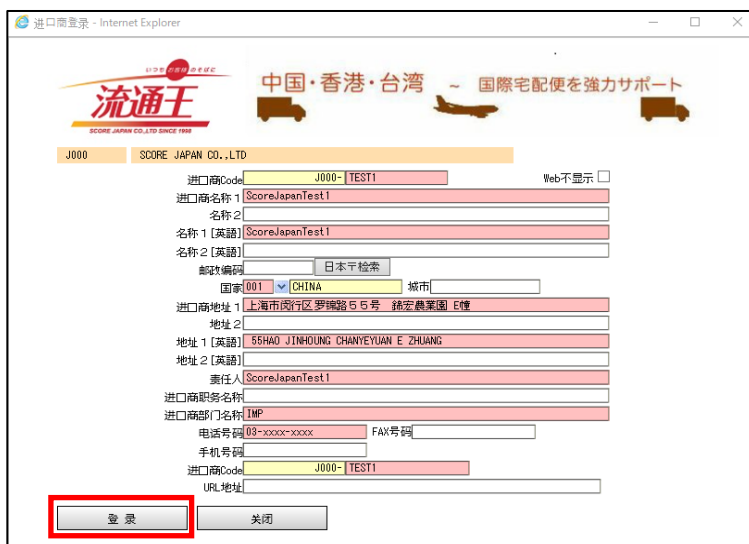 进口商登录 - Internet Explorer
いつも お客様 のそばに
流通王
SCORE JAPAN CO.,LTD SINCE 1996
中国・香港・台湾 ~ 国際宅配便を強力サポート
J000 SCORE JAPAN CO.,LTD
进口商Code J000- TEST1 Web不显示
进口商名称1 ScoreJapanTest1
名称2
名称1[英語] ScoreJapanTest1
名称2[英語]
邮政编码 日本〒检索
国家 001 CHINA 城市
进口商地址1 上海市闵行区罗锦路55号 錦宏農業園 E幢
地址2
地址1[英語] 55HAO JINHOUNG CHANYEYUAN E ZHUANG
地址2[英語]
責任人 ScoreJapanTest1
进口商职务名称
进口商部门名称 IMP
电话号码 03-xxxx-xxxx FAX号码
手机号码
进口商Code J000- TEST1
URL地址
登 录 关闭